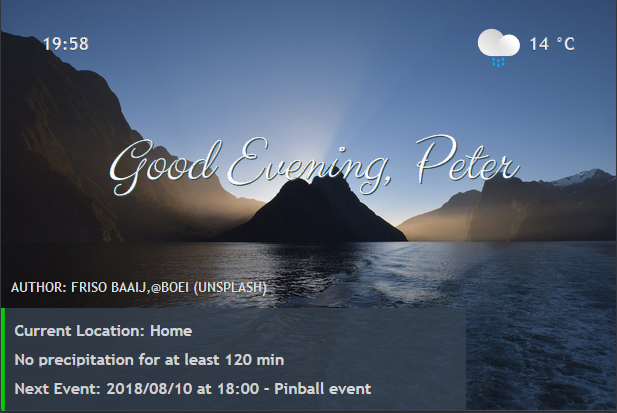 19:58
14 °C
Good Evening, Peter
AUTHOR: FRISO BAAIJ,@BOEI (UNSPLASH)
Current Location: Home
No precipitation for at least 120 min
Next Event: 2018/08/10 at 18:00 - Pinball event